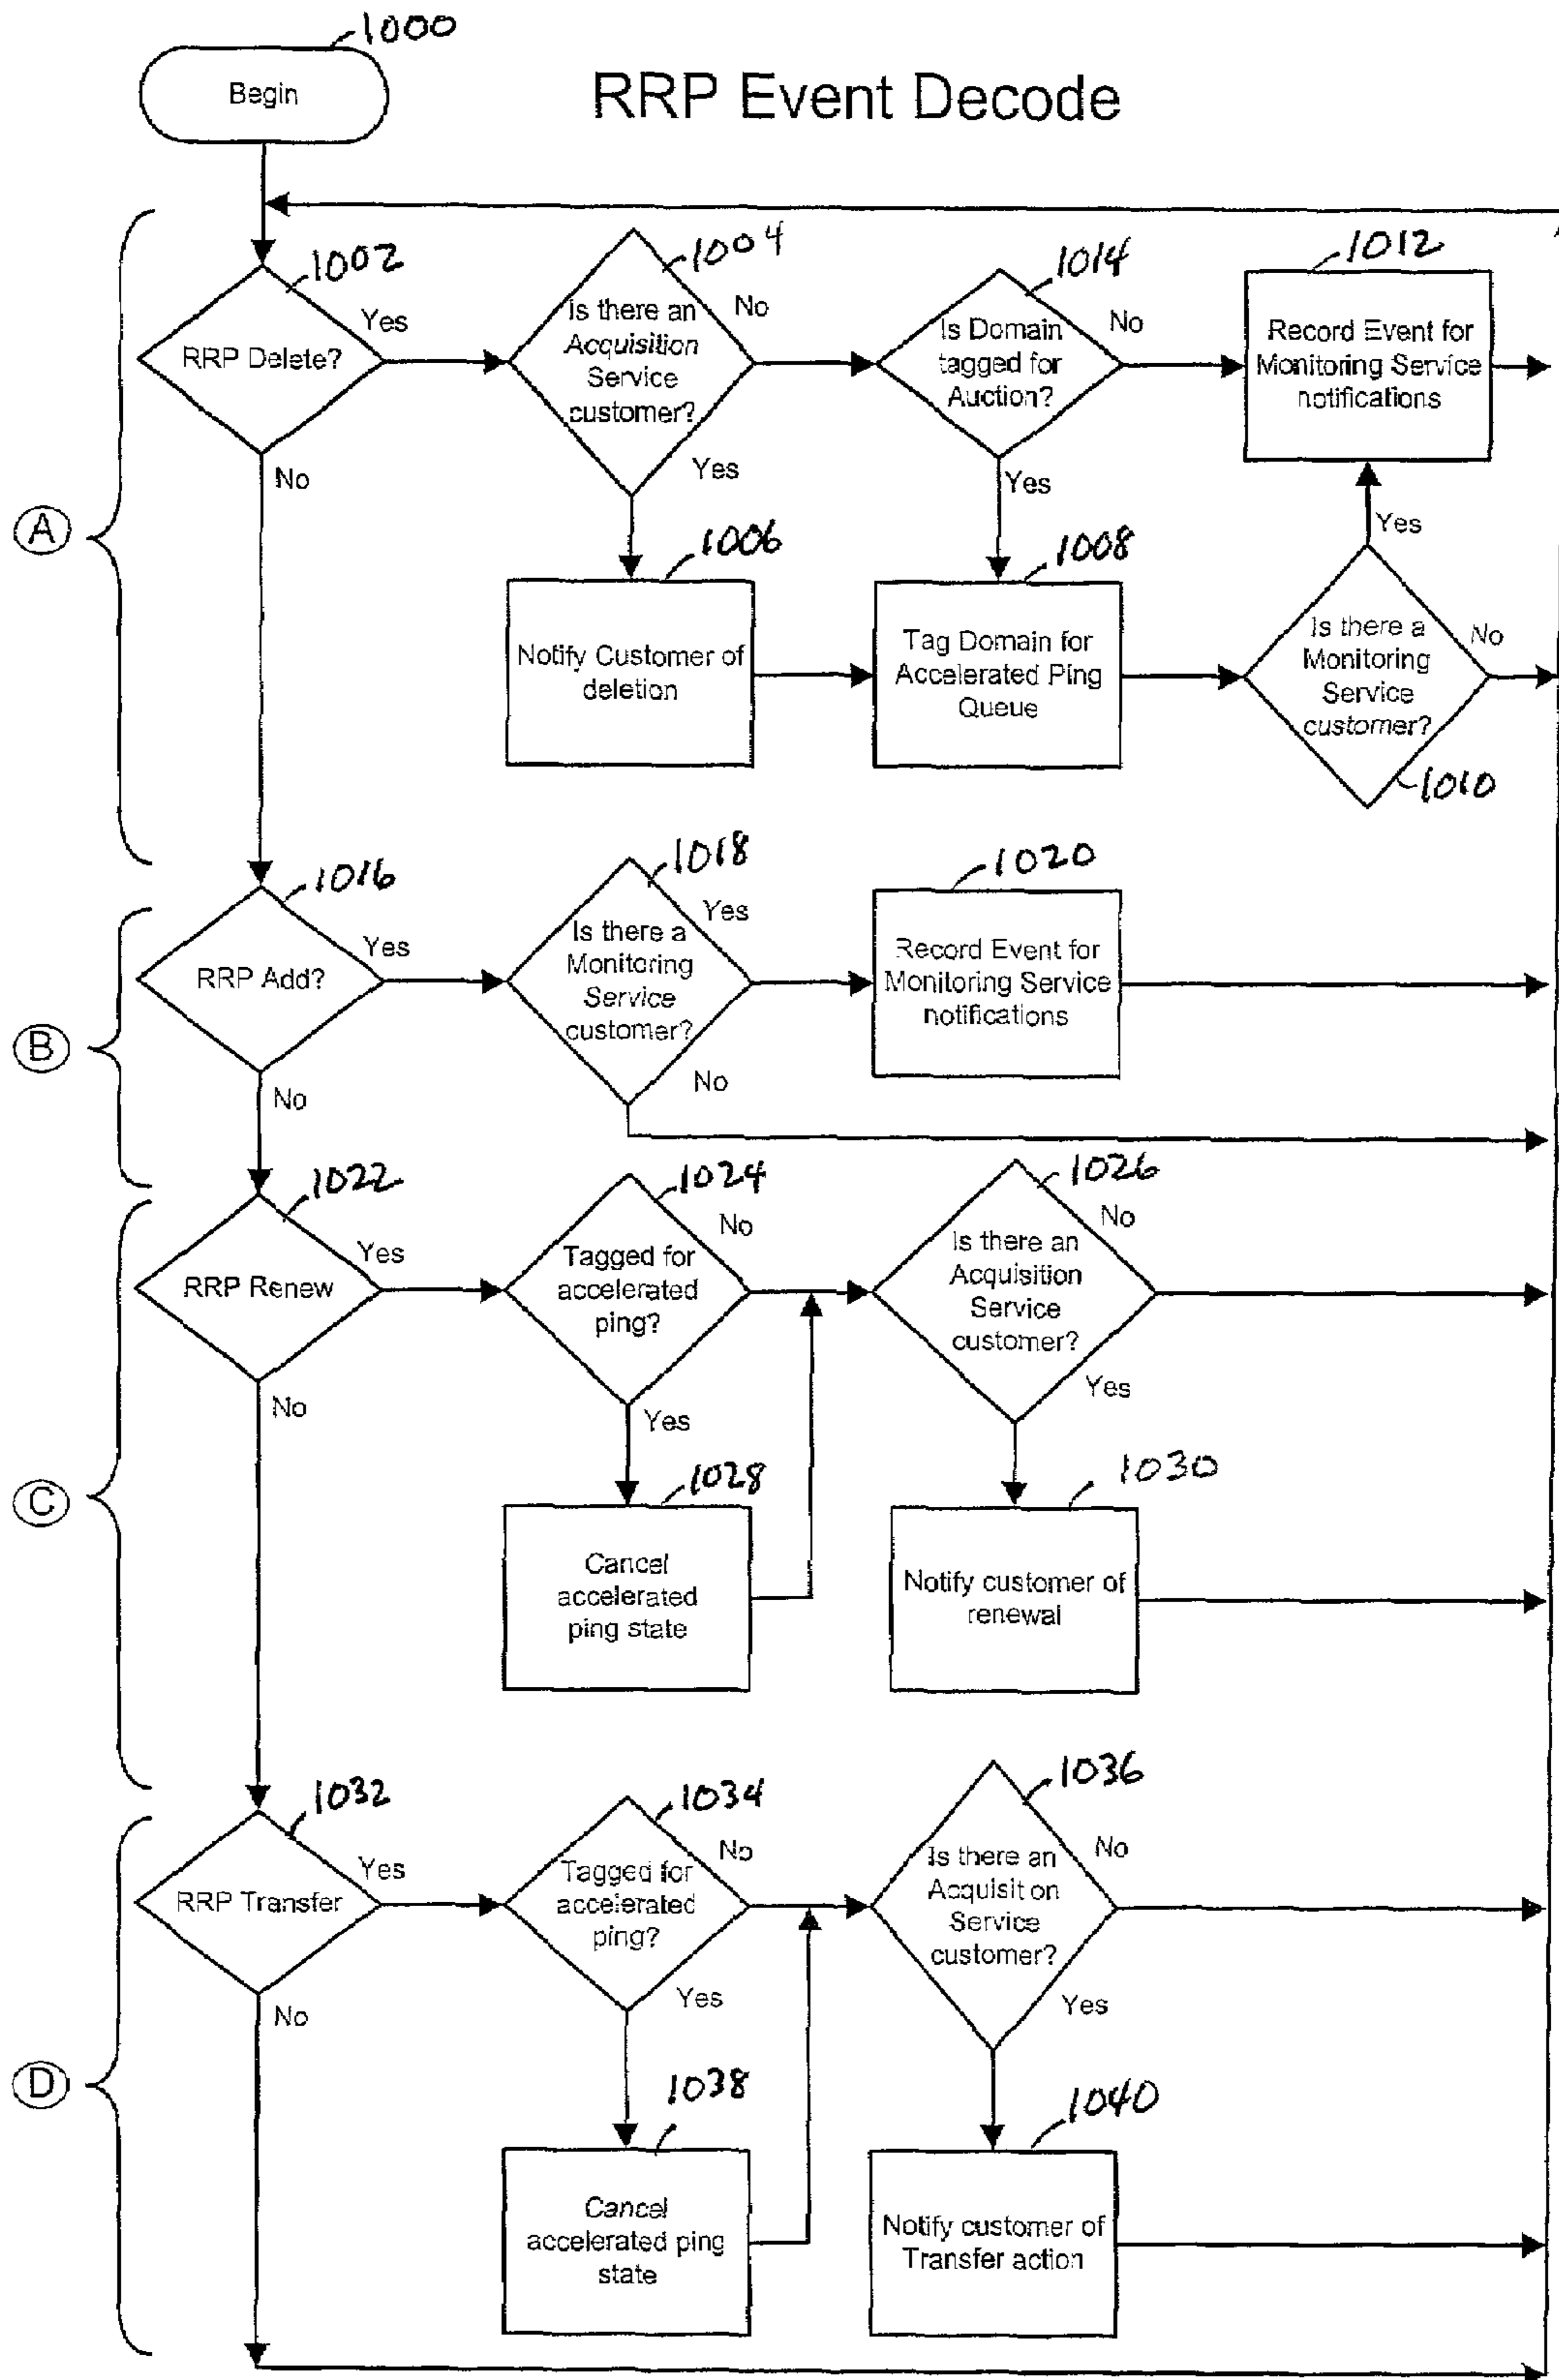 1000
Begin
RRP Event Decode
1002
RRP Delete?
Yes
No
1004
Is there an
Acquisition
Service
customer?
No
Yes
1014
Is Domain
tagged for
Auction?
No
Yes
1012
Record Event for
Monitoring Service
notifications
A
1006
Notify Customer of
deletion
1008
Tag Domain for
Accelerated Ping
Queue
Yes
Is there a
Monitoring
Service
customer?
No
1010
1016
RRP Add?
Yes
No
1018
Is there a
Monitoring
Service
customer?
Yes
No
1020
Record Event for
Monitoring Service
notifications
B
1022
RRP Renew
Yes
No
1024
Tagged for
accelerated
ping?
No
Yes
1026
Is there an
Acquisition
Service
customer?
No
Yes
C
1028
Cancel
accelerated
ping state
1030
Notify customer of
renewal
1032
RRP Transfer
Yes
No
1034
Tagged for
accelerated
ping?
No
Yes
1036
Is there an
Acquisit on
Service
customer?
No
Yes
D
1038
Cancel
accelerated ping
state
1040
Notify customer of
Transfer action